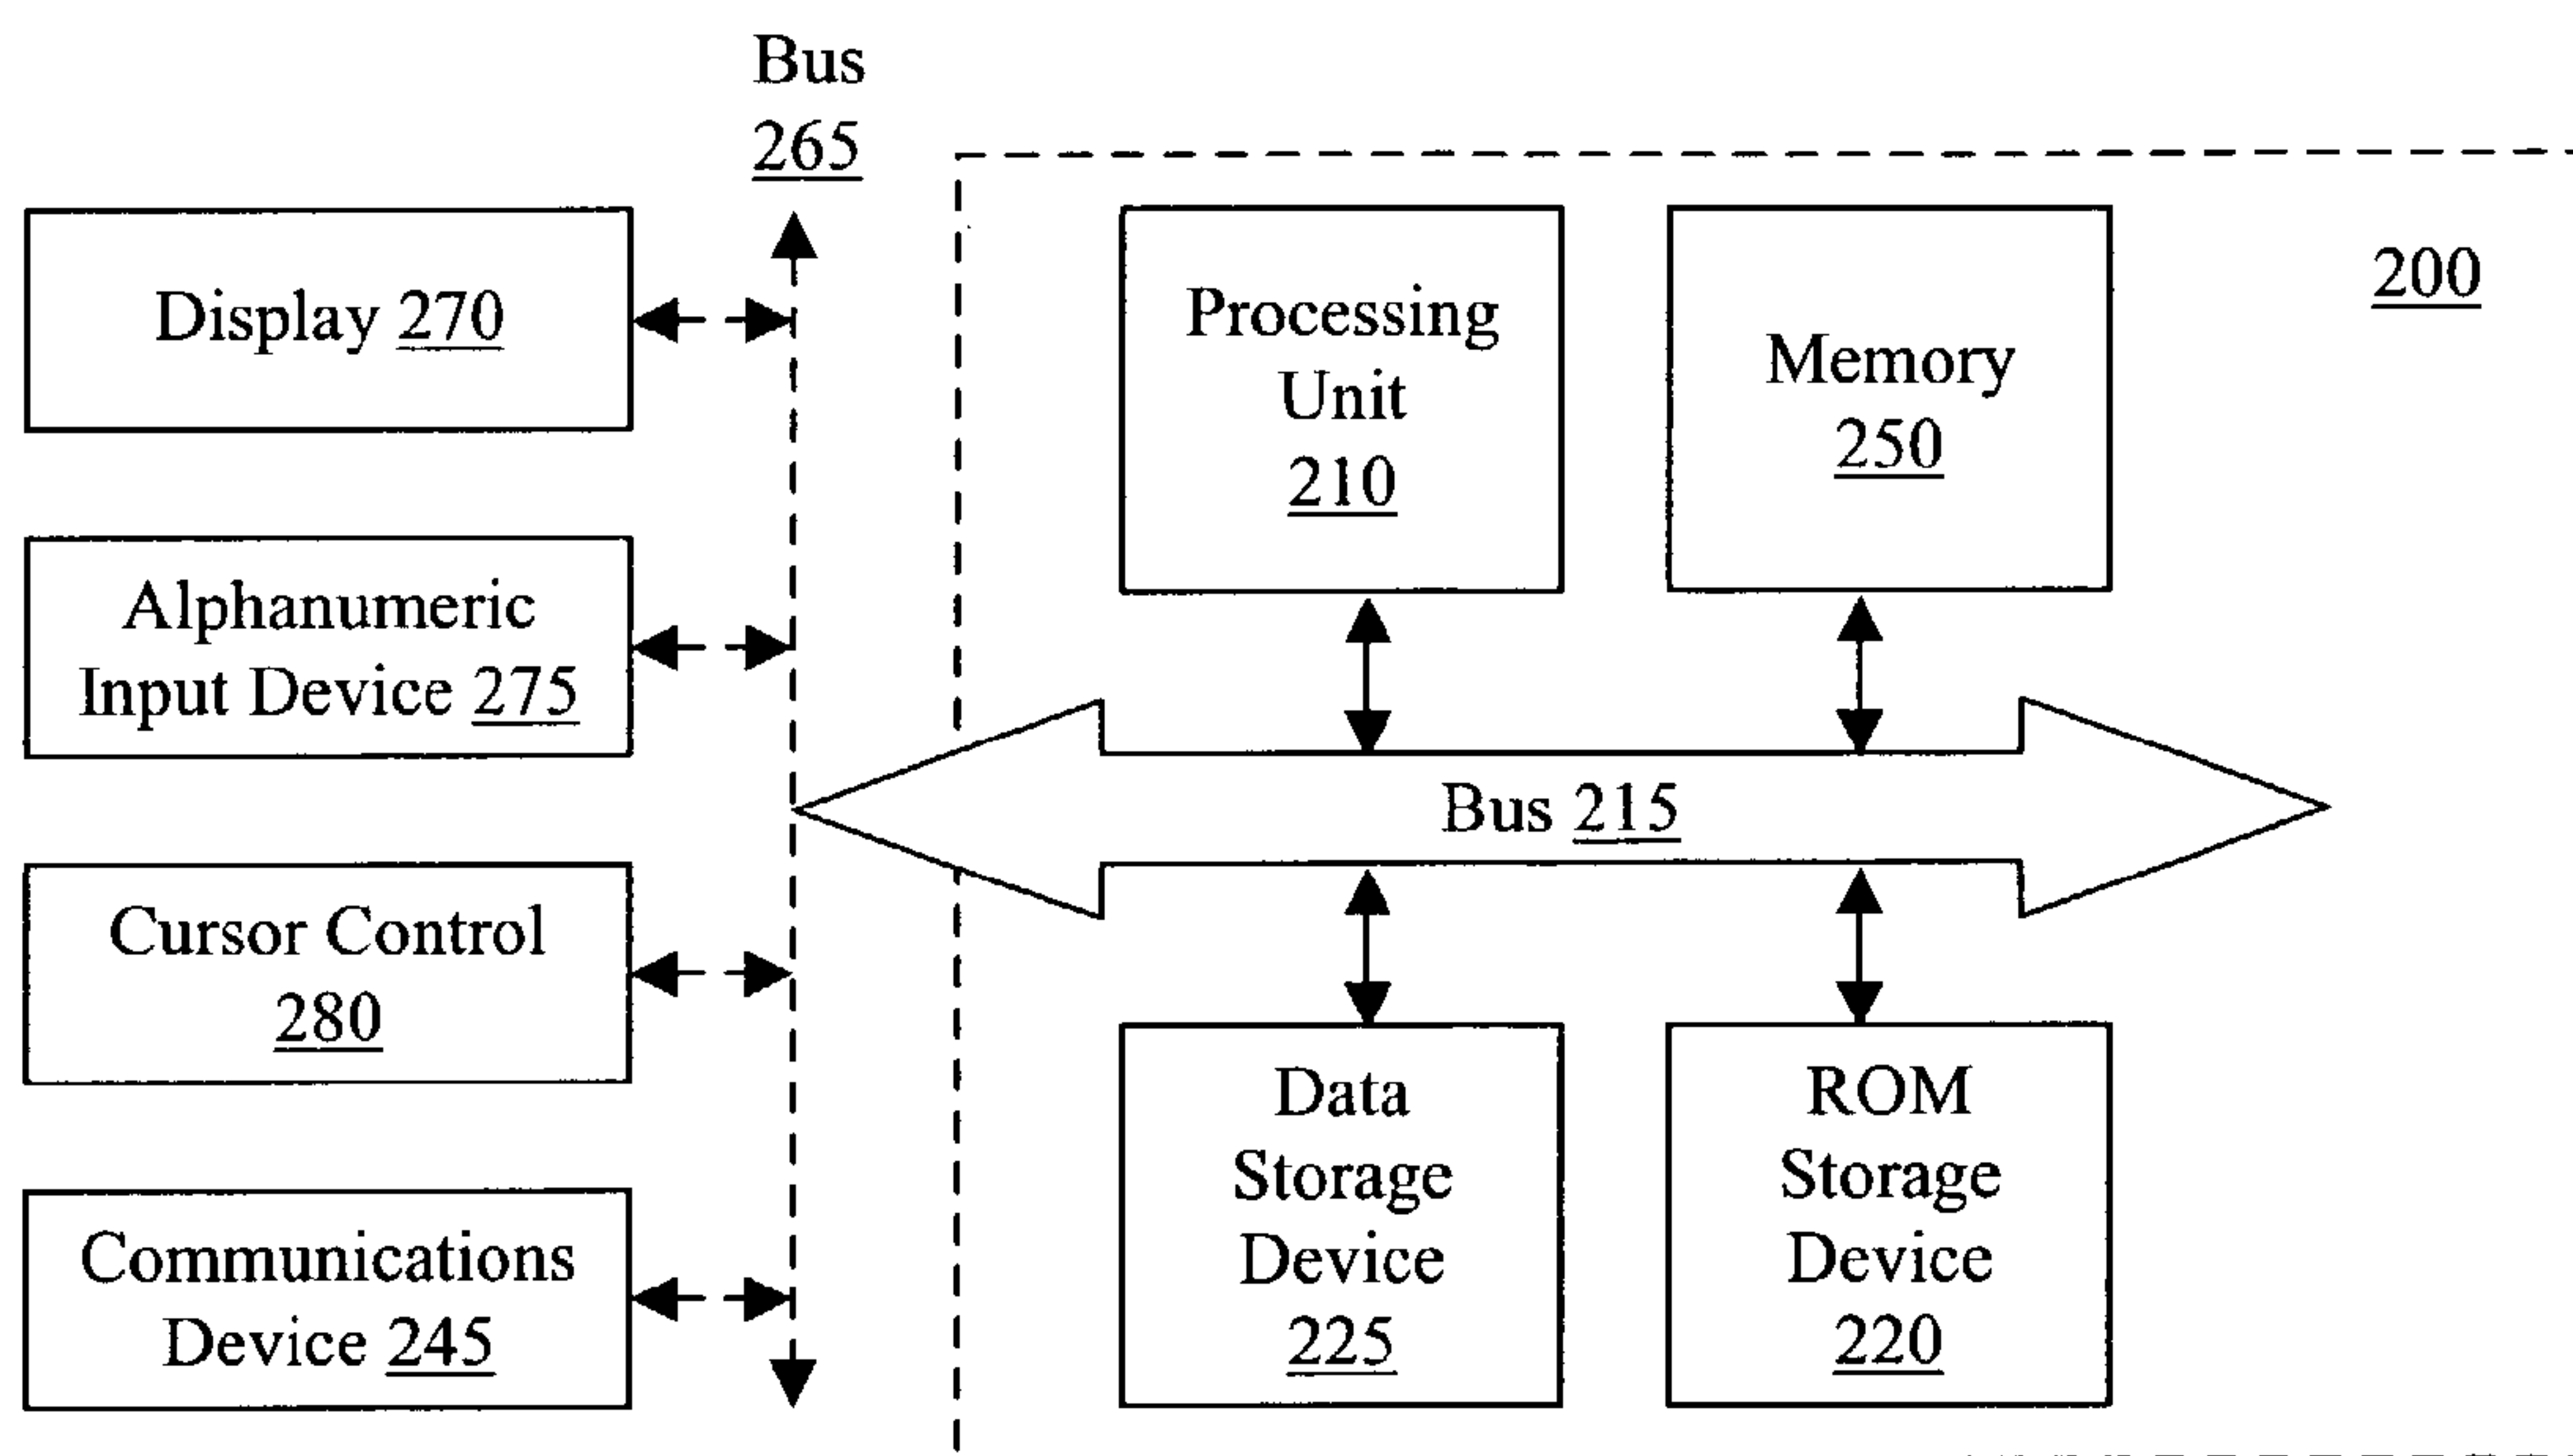 Bus
265
200
Display 270
Alphanumeric
Input Device 275
Cursor Control
280
Communications
Device 245
Processing
Unit
210
Memory
250
Bus 215
Data
Storage
Device
225
ROM
Storage
Device
220